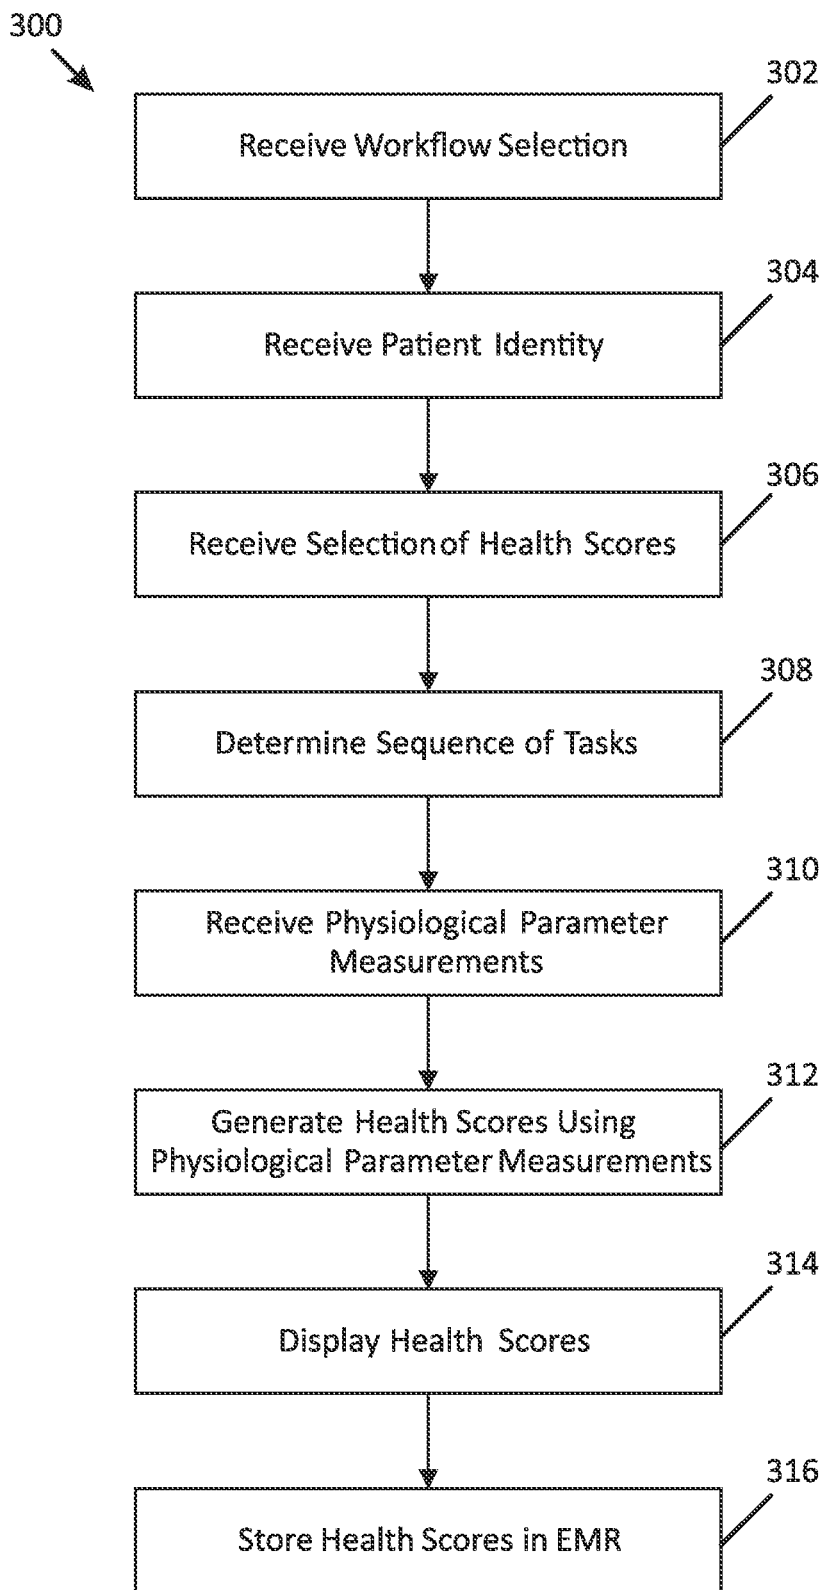 300
302
Receive Workflow Selection
304
Receive Patient Identity
306
Receive Selection of Health Scores
308
Determine Sequence of Tasks
310
Receive Physiological Parameter
Measurements
312
Generate Health Scores Using
Physiological Parameter Measurements
314
Display Health Scores
316
Store Health Scores in EMR